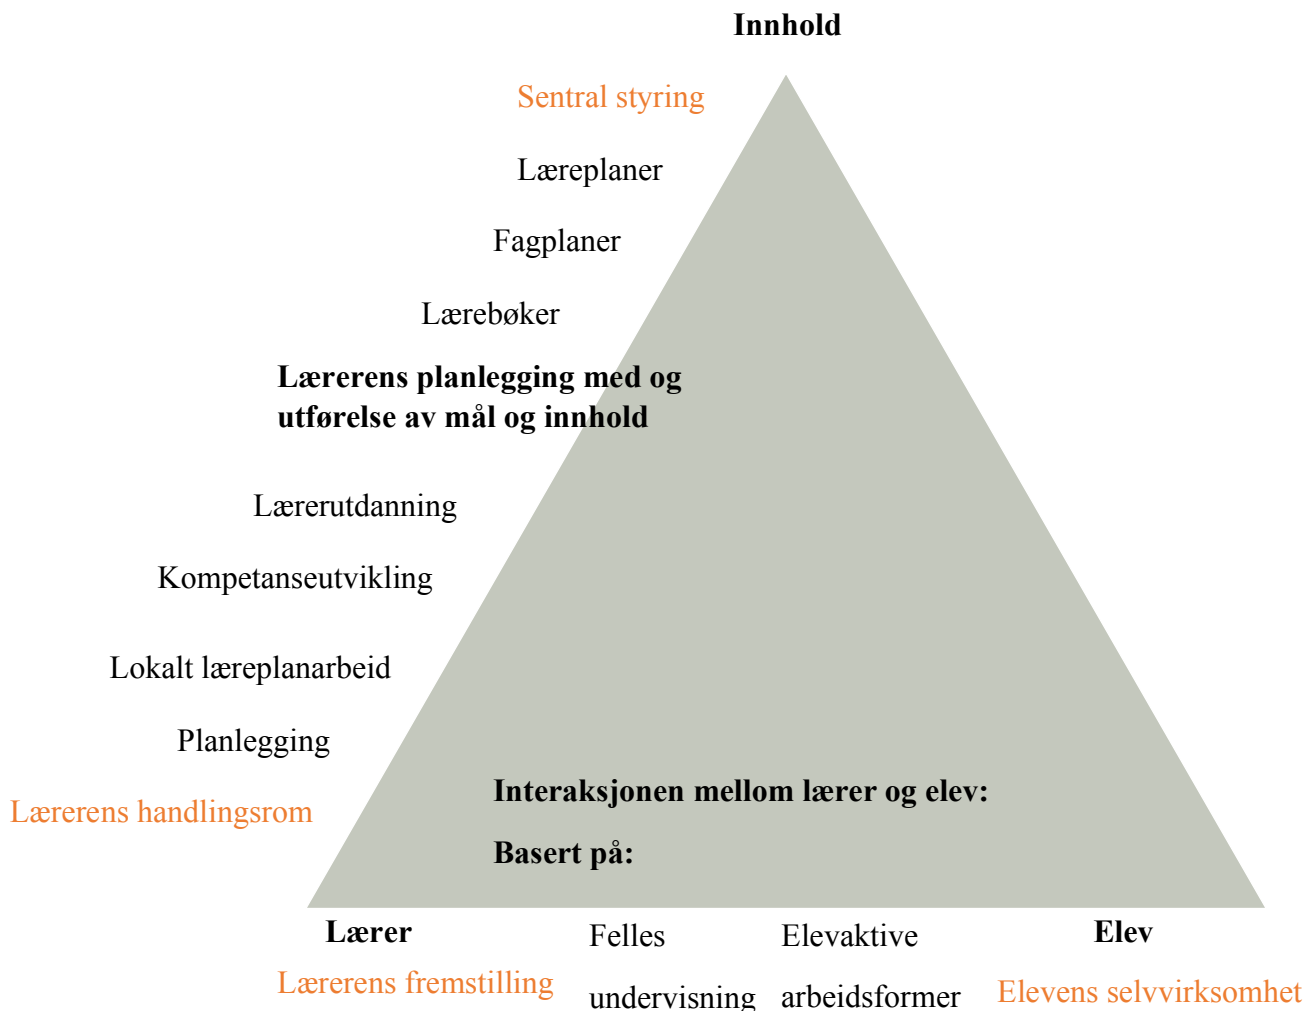 Innhold
Sentral styring
Læreplaner
Fagplaner
Lærebøker
Lærerens planlegging med og
utførelse av mål og innhold
Lærerutdanning
Kompetanseutvikling
Lokalt læreplanarbeid
Planlegging
Interaksjonen mellom lærer og elev:
Lærerens handlingsrom
Basert på:
Lærer
Felles
Elevaktive
Elev
Lærerens fremstilling
undervisning
arbeidsformer
Elevens selvvirksomhet